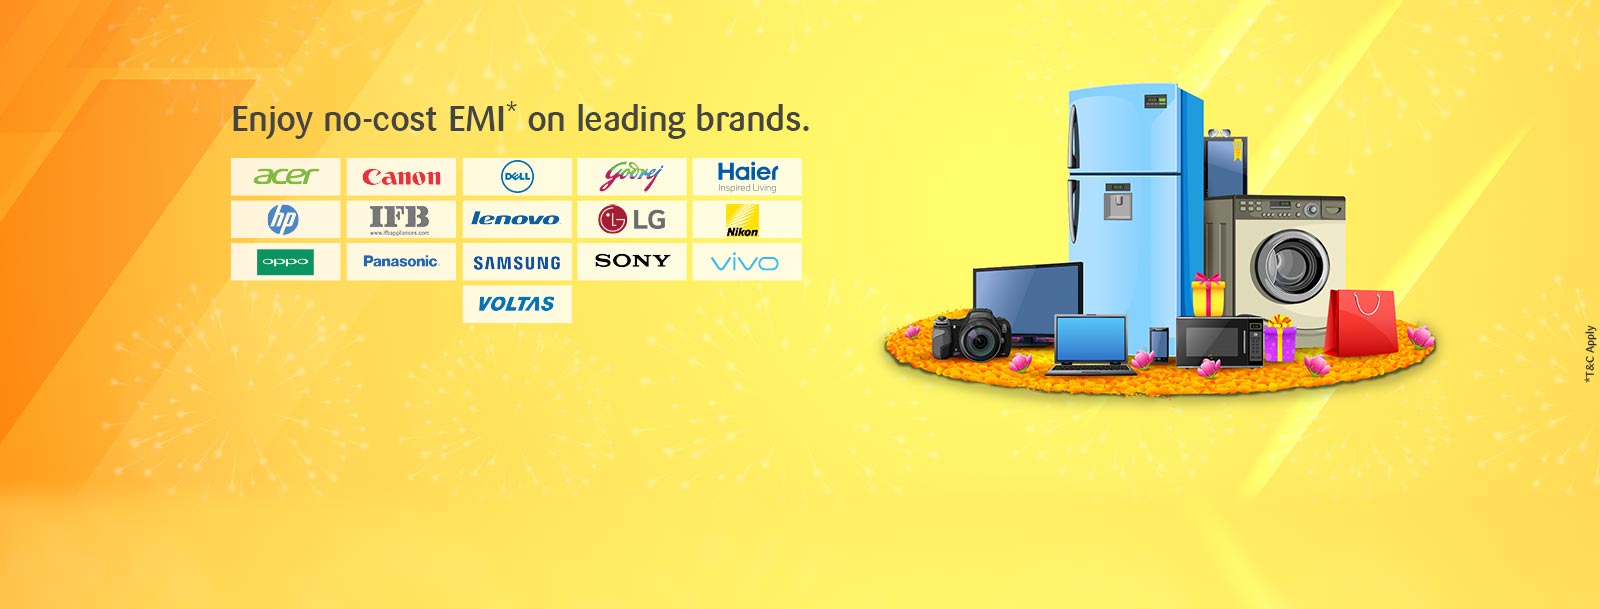 Enjoy no-cost EMI* on leading brands.
acer Canon DELL Godrej Haier
Inspired Living
hp IFB lenovo LG Nikon
www.ifbappliances.com
oppo Panasonic SAMSUNG SONY vivo
VOLTAS
*T&C Apply